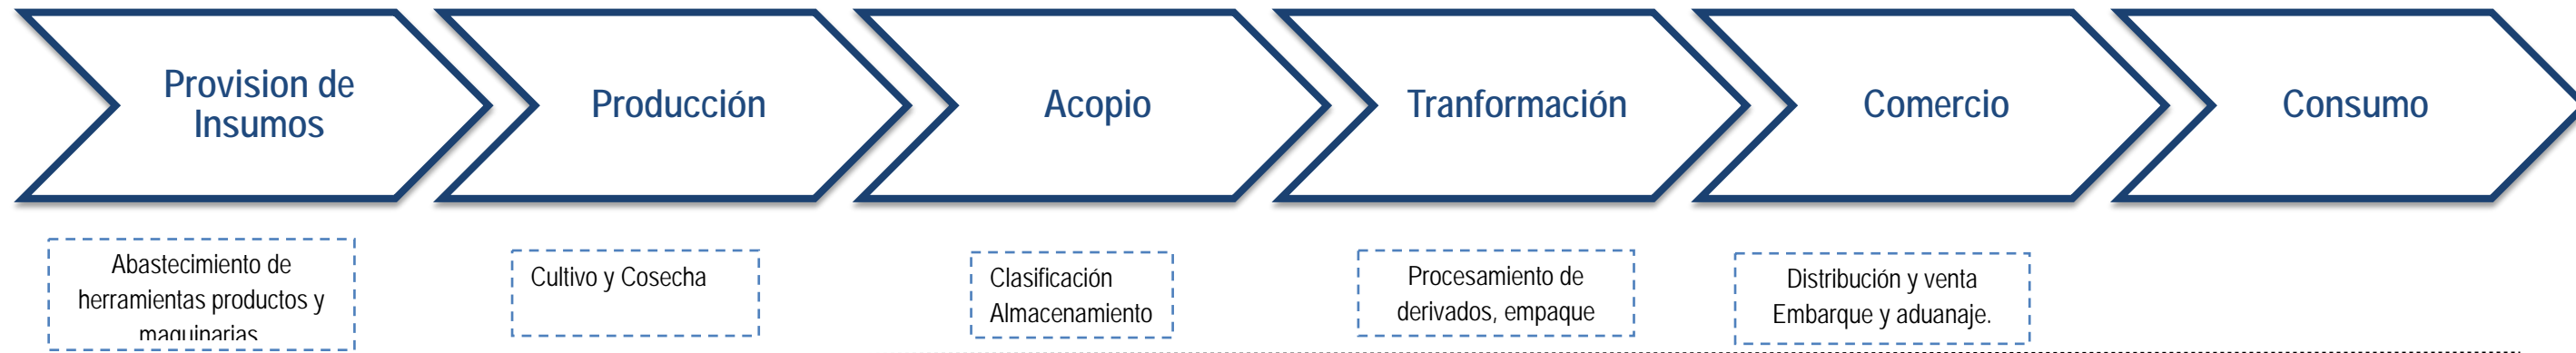 Provision de
Insumos
Producción
Acopio
Tranformación
Comercio
Consumo
Abastecimiento de
herramientas productos y
maquinarias
Cultivo y Cosecha
Clasificación
Almacenamiento
Procesamiento de
derivados, empaque
Distribución y venta
Embarque y aduanaje.